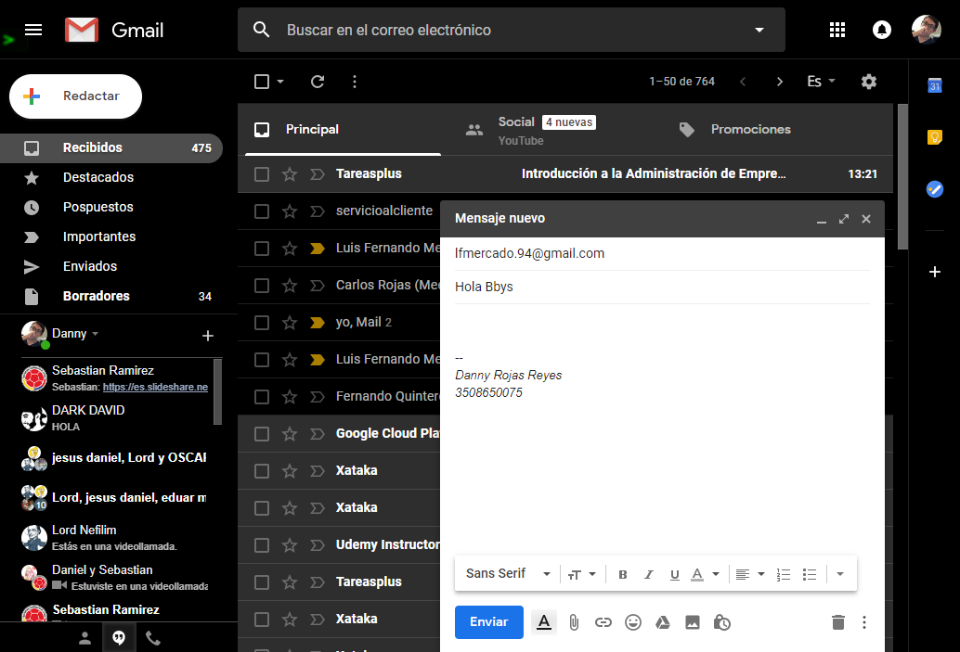 Gmail
Buscar en el correo electrónico
Redactar
1–50 de 764
Es
31
Principal
Social 4 nuevas
YouTube
Promociones
Recibidos 475
Destacados
Pospuestos
Importantes
Enviados
Borradores 34
Danny
Sebastian Ramirez
Sebastian: https://es.slideshare.ne
DARK DAVID
HOLA
jesus daniel, Lord y OSCAR
Lord, jesus daniel, eduar m
10
Lord Nefilim
Estás en una videollamada.
Daniel y Sebastian
Estuviste en una videollamada
Sebastian Ramirez
Tareasplus Introducción a la Administración de Empre... 13:21
servicioalcliente
Luis Fernando Me
Carlos Rojas (Med
yo, Mail 2
Luis Fernando Me
Fernando Quintero
Google Cloud Pla
Xataka
Xataka
Udemy Instructor
Tareasplus
Xataka
Mensaje nuevo
lfmercado.94@gmail.com
Hola Bbys
--
Danny Rojas Reyes
3508650075
Sans Serif
B I U A
Enviar A